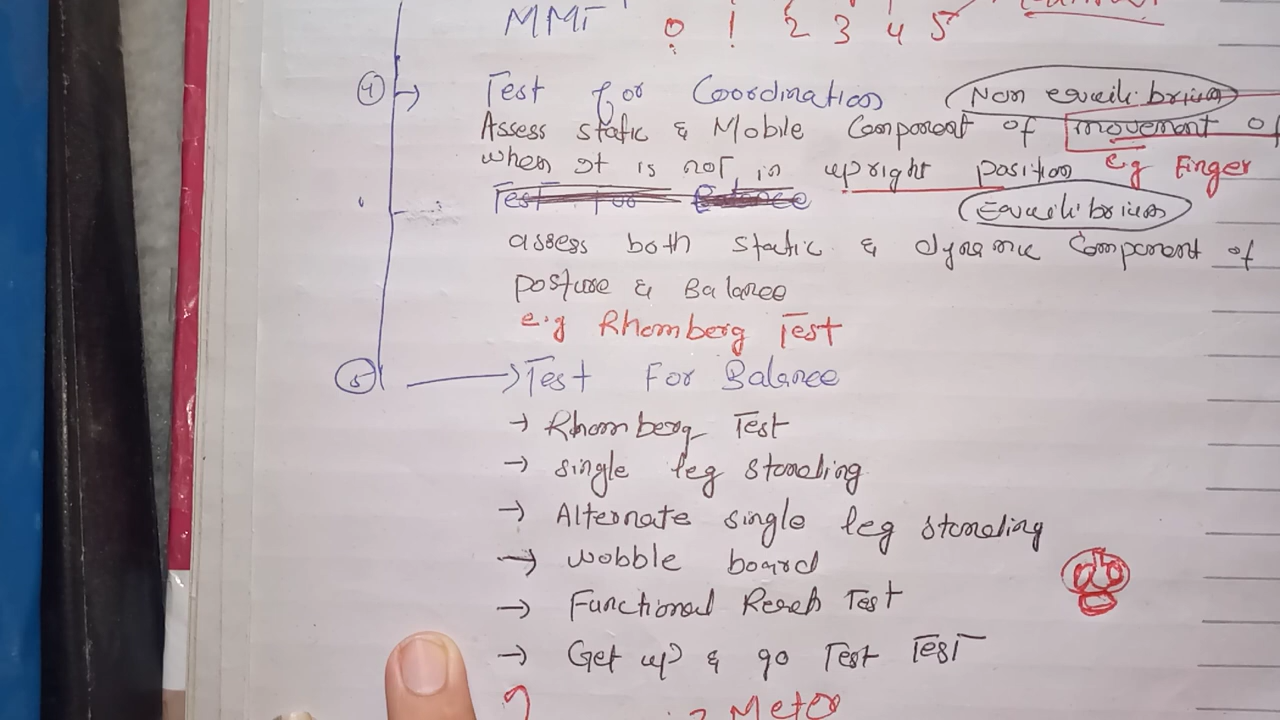 MMT 0 1 2 3 4 5
4 Test for Coordination (Non equilibrium)
Assess static & Mobile Component of movement of
when it is not in upright position eg Finger
Test for Balance (Equilibrium)
assess both static & dynamic Component of
posture & Balance
e.g Rhomberg Test
5 → Test For Balance
→ Rhomberg Test
→ single leg standing
→ Alternate single leg standing
→ wobble board
→ Functional Reach Test
→ Get up & go Test TEST
Meter